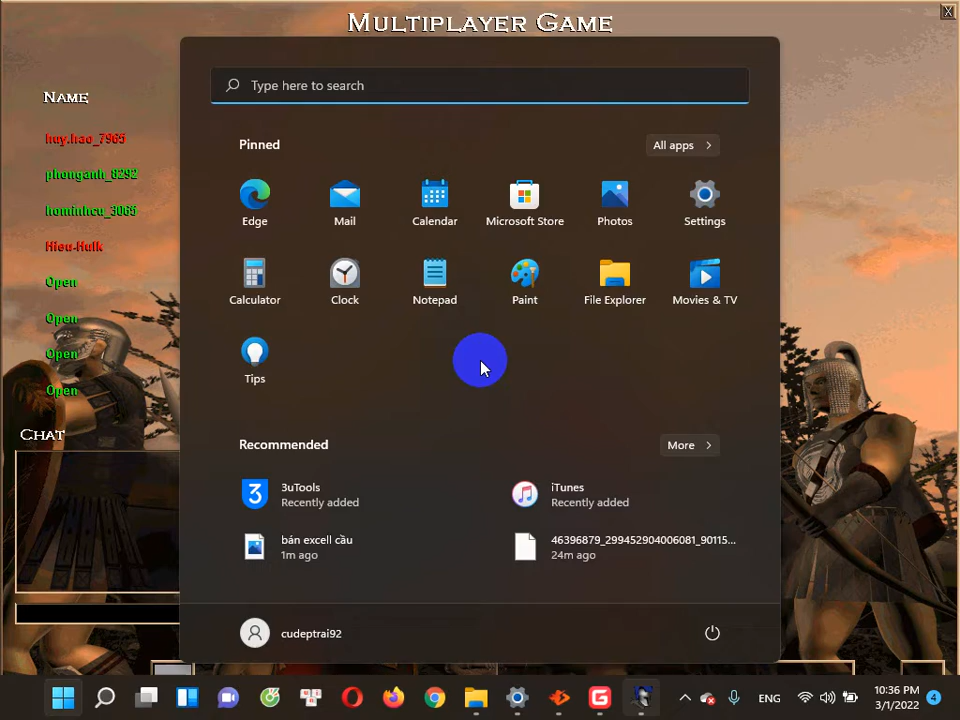 Multiplayer Game
X
Type here to search
Name
Pinned
All apps
huy.hao_7965
phonganh_8292
hominhcu_3065
Hieu-Hulk
Open
Open
Open
Open
Edge
Mail
Calendar
Microsoft Store
Photos
Settings
Calculator
Clock
Notepad
Paint
File Explorer
Movies & TV
Tips
Chat
Recommended
More
3uTools
Recently added
iTunes
Recently added
bán excell cầu
1m ago
46396879_299452904006081_90115...
24m ago
cudeptrai92
ENG
10:36 PM
3/1/2022
4